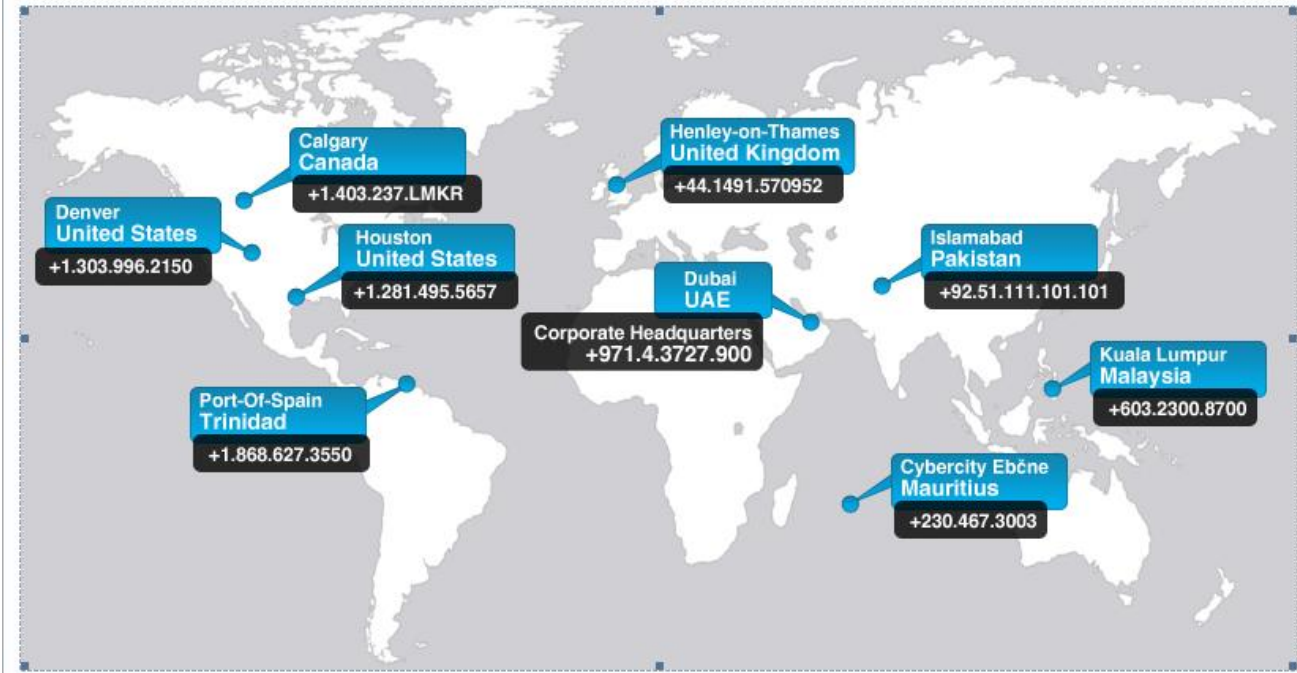 Calgary
Canada
+1.403.237.LMKR
Henley-on-Thames
United Kingdom
+44.1491.570952
Denver
United States
+1.303.996.2150
Houston
United States
+1.281.495.5657
Islamabad
Pakistan
+92.51.111.101.101
Dubai
UAE
Corporate Headquarters
+971.4.3727.900
Kuala Lumpur
Malaysia
+603.2300.8700
Port-Of-Spain
Trinidad
+1.868.627.3550
Cybercity Ebčne
Mauritius
+230.467.3003